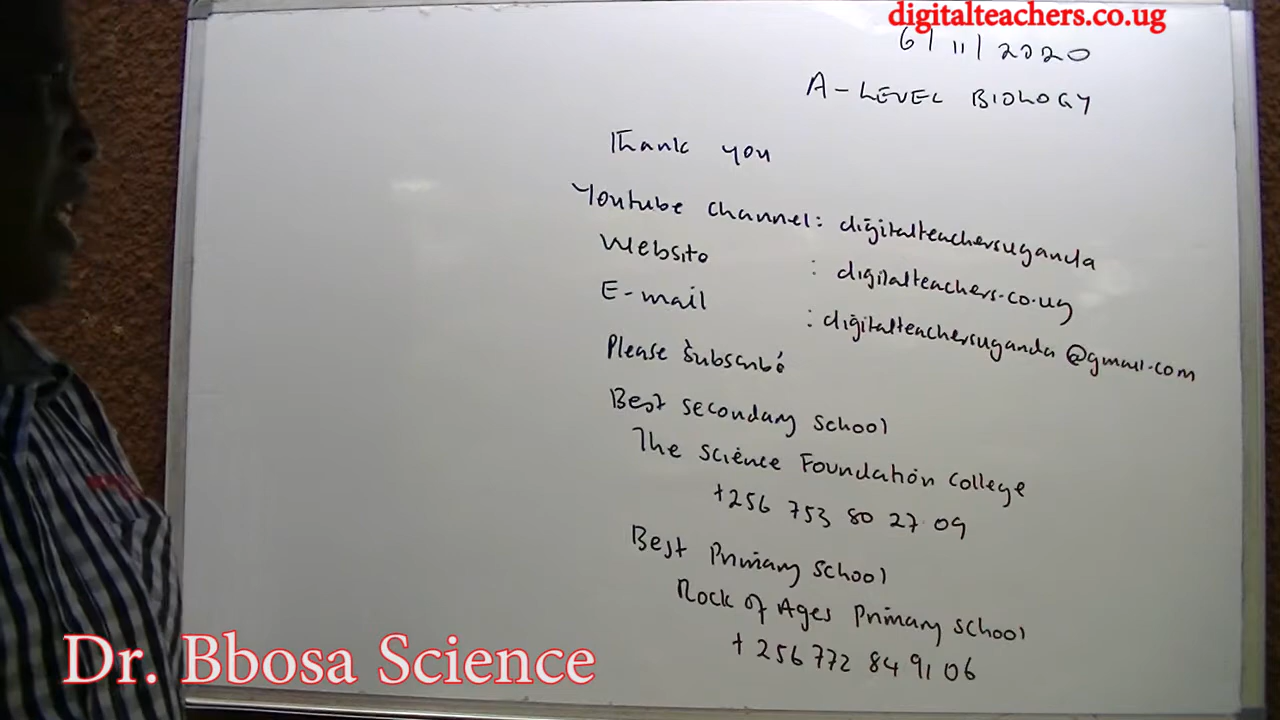 digitalteachers.co.ug
6/11/2020
A-LEVEL BIOLOGY
Thank you
Youtube channel: digitalteachersuganda
Website : digitalteachers.co.ug
E-mail : digitalteachersuganda@gmail.com
Please Subscribe
Best secondary school
The Science Foundation college
+256 753 80 27 09
Best Primary school
Rock of Ages Primary school
+256 772 84 91 06
Dr. Bbosa Science